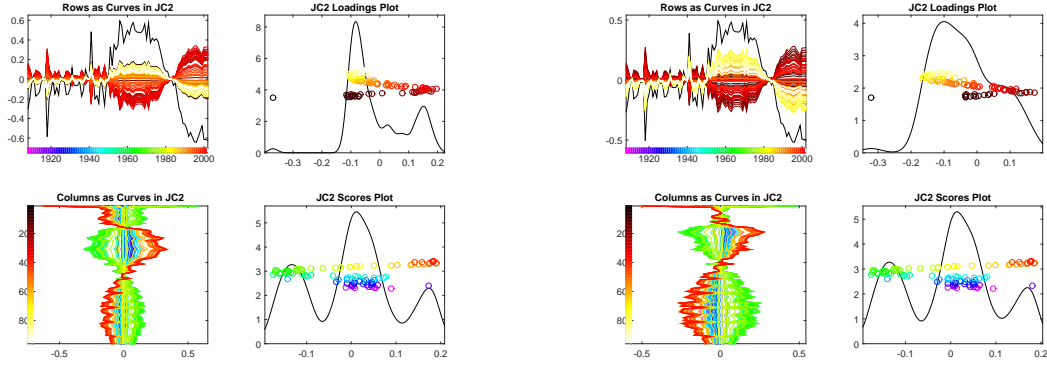 Rows as Curves in JC2
0.6
0.4
0.2
0
-0.2
-0.4
-0.6
1920 1940 1960 1980 2000
JC2 Loadings Plot
8
6
4
2
0
-0.3 -0.2 -0.1 0 0.1 0.2
Rows as Curves in JC2
0.5
0
-0.5
1920 1940 1960 1980 2000
JC2 Loadings Plot
4
3
2
1
0
-0.3 -0.2 -0.1 0 0.1
Columns as Curves in JC2
20
40
60
80
-0.5 0 0.5
JC2 Scores Plot
5
4
3
2
1
0
-0.1 0 0.1 0.2
Columns as Curves in JC2
20
40
60
80
-0.5 0 0.5
JC2 Scores Plot
5
4
3
2
1
0
-0.1 0 0.1 0.2